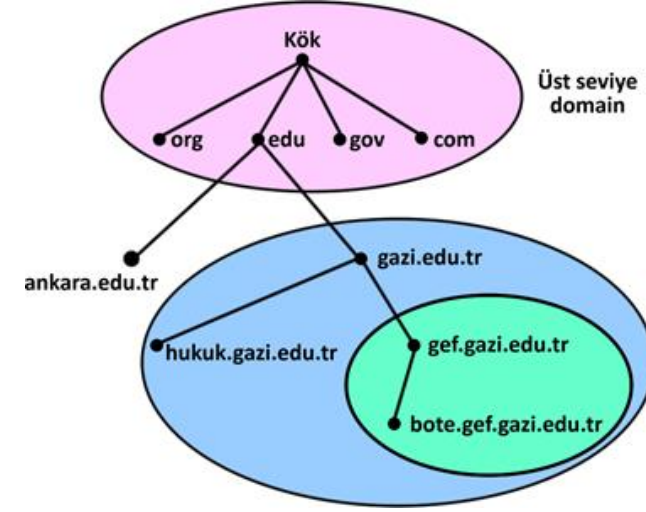 Kök
Üst seviye
domain
org
edu
gov
com
gazi.edu.tr
ankara.edu.tr
hukuk.gazi.edu.tr
gef.gazi.edu.tr
bote.gef.gazi.edu.tr